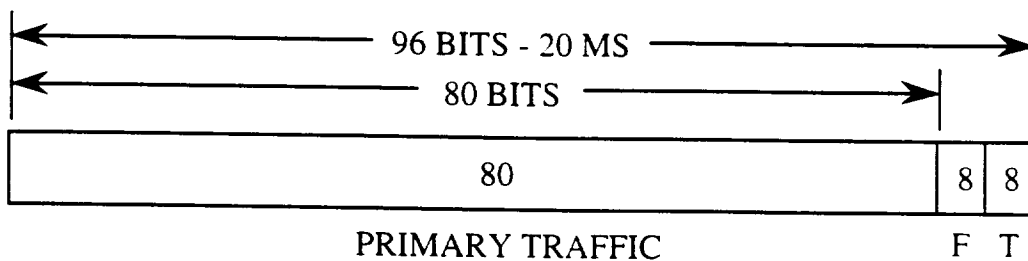 96 BITS - 20 MS
80 BITS
80 8 8
PRIMARY TRAFFIC F T